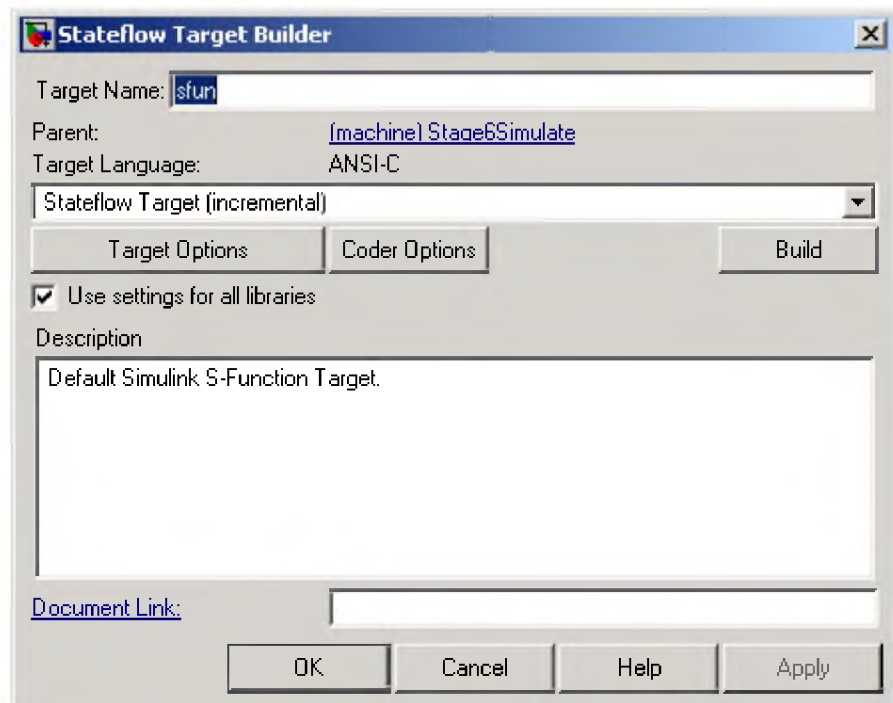 Stateflow Target Builder
Target Name: sfun
Parent: (machine) Stage6Simulate
Target Language: ANSI-C
Stateflow Target (incremental)
Target Options Coder Options Build
Use settings for all libraries
Description
Default Simulink S-Function Target.
Document Link:
OK Cancel Help Apply